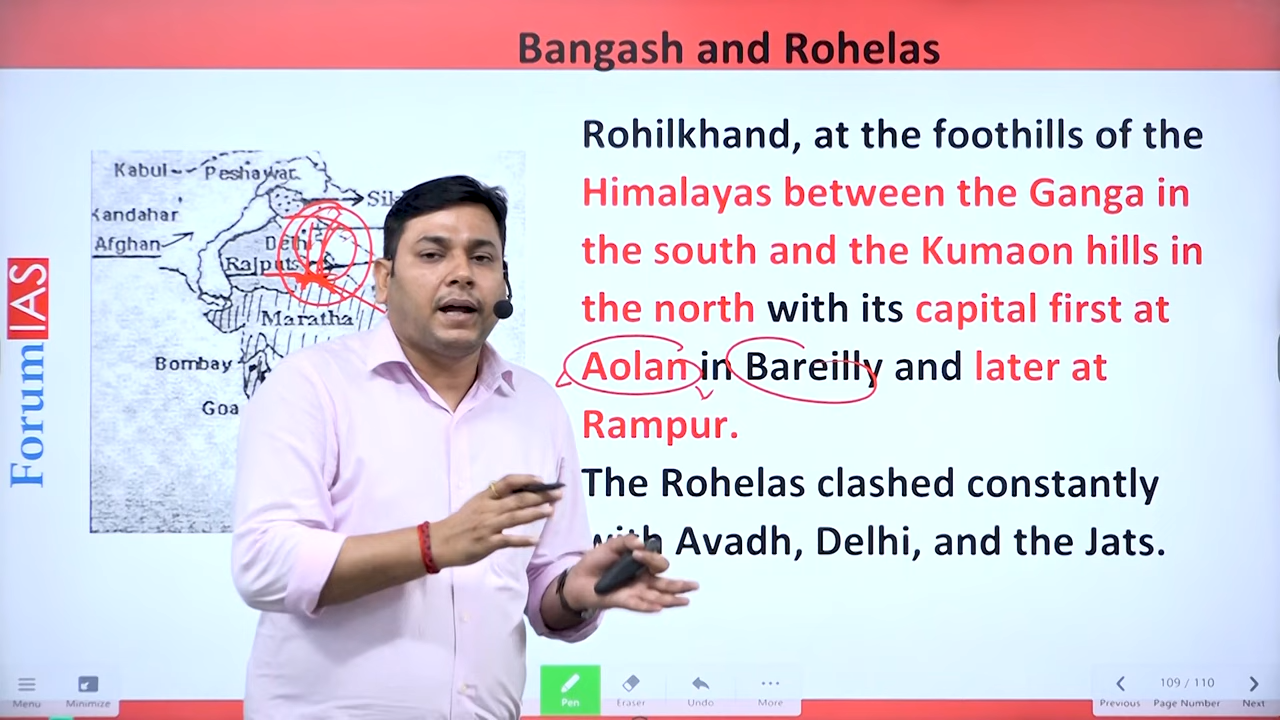 Bangash and Rohelas
Rohilkhand, at the foothills of the
Himalayas between the Ganga in
the south and the Kumaon hills in
the north with its capital first at
Aolan in Bareilly and later at
Rampur.
The Rohelas clashed constantly
with Avadh, Delhi, and the Jats.
Kabul
Peshawar
Kandahar
Afghan
Delhi
Rajputs
Maratha
Bombay
Goa
ForumIAS
Menu
Minimize
Pen
Eraser
Undo
More
Previous
109 / 110
Page Number
Next